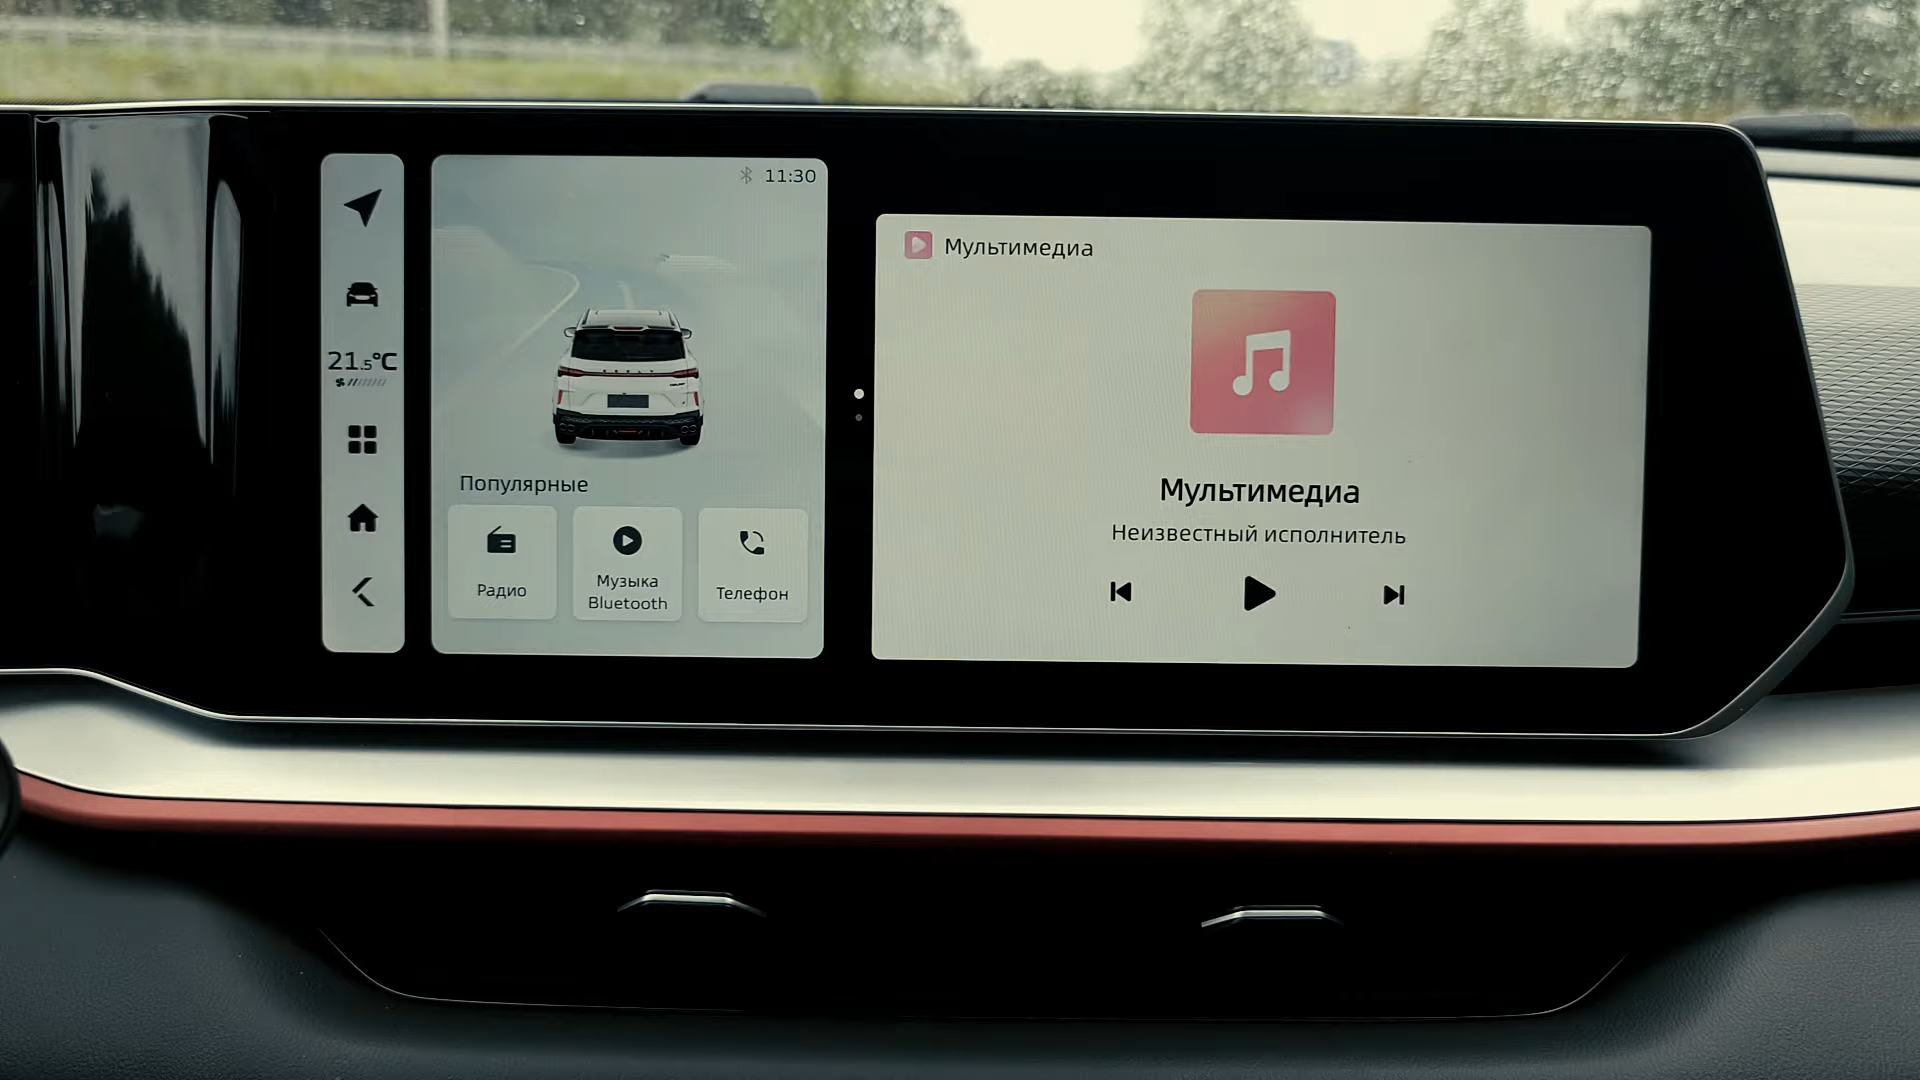 11:30
21.5°C
Популярные
Радио
Музыка
Bluetooth
Телефон
Мультимедиа
Мультимедиа
Неизвестный исполнитель